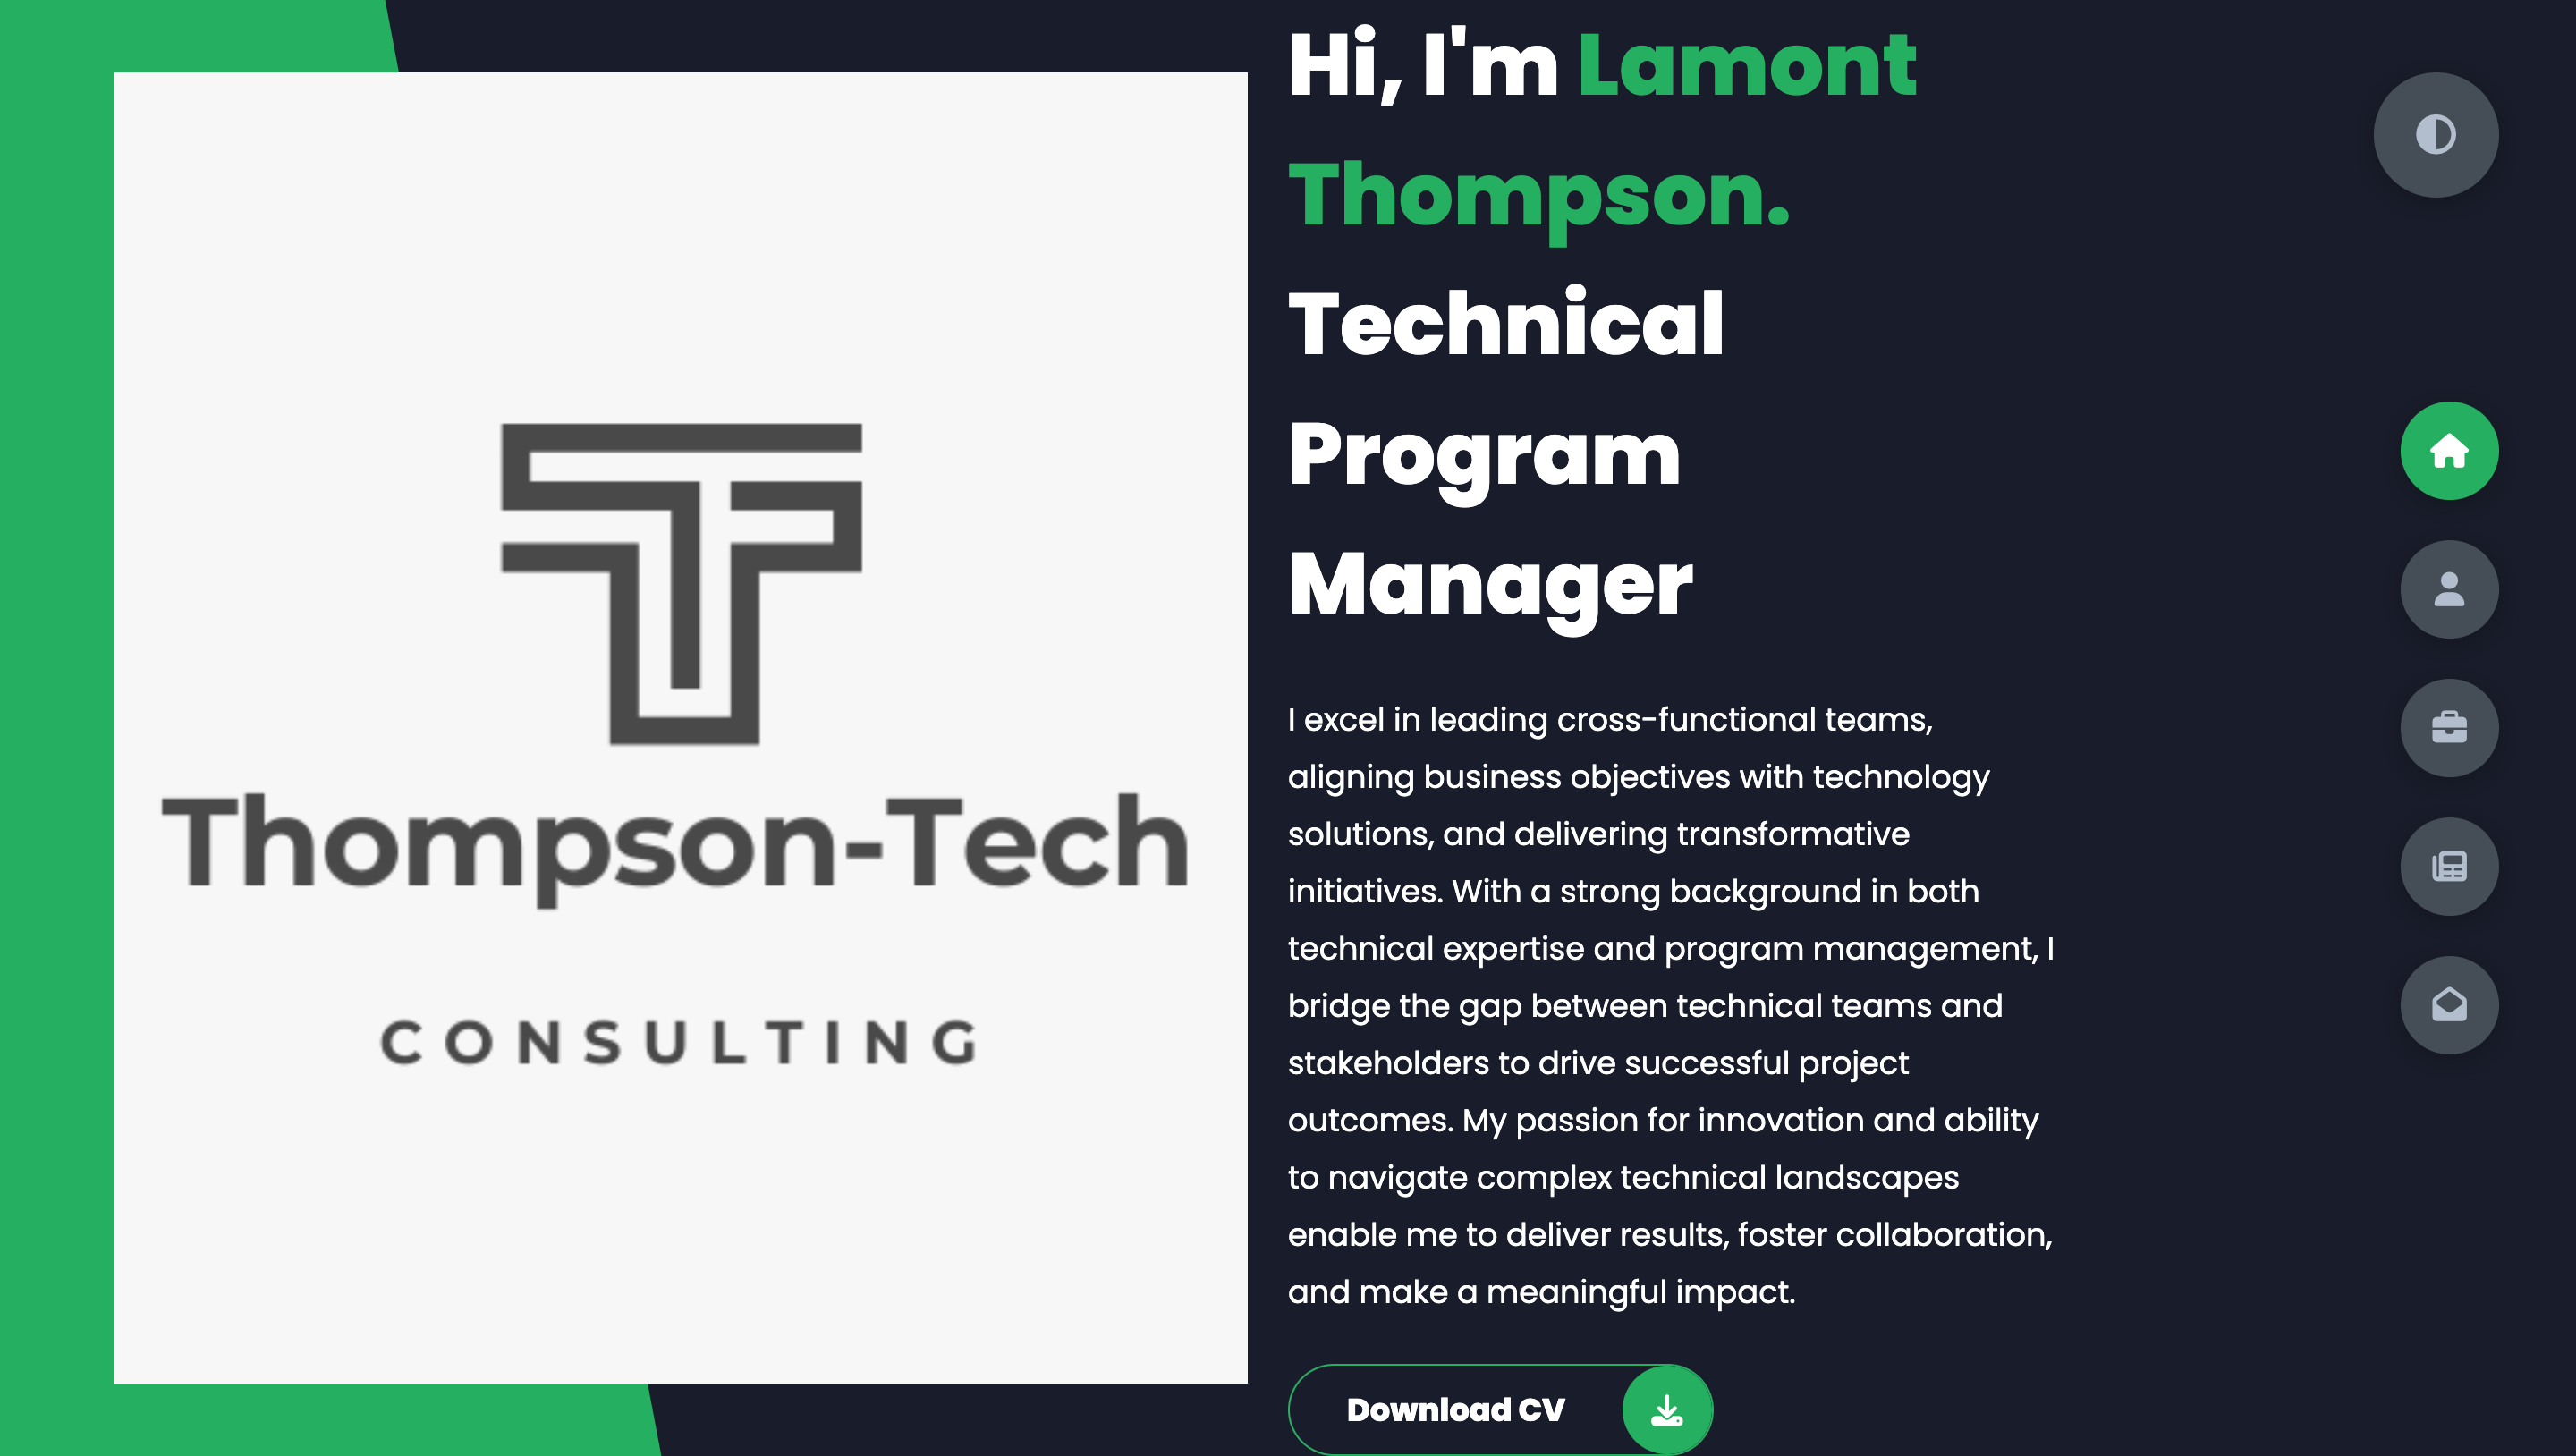 Thompson-Tech
CONSULTING
Hi, I'm Lamont
Thompson.
Technical
Program
Manager
I excel in leading cross-functional teams,
aligning business objectives with technology
solutions, and delivering transformative
initiatives. With a strong background in both
technical expertise and program management, I
bridge the gap between technical teams and
stakeholders to drive successful project
outcomes. My passion for innovation and ability
to navigate complex technical landscapes
enable me to deliver results, foster collaboration,
and make a meaningful impact.
Download CV